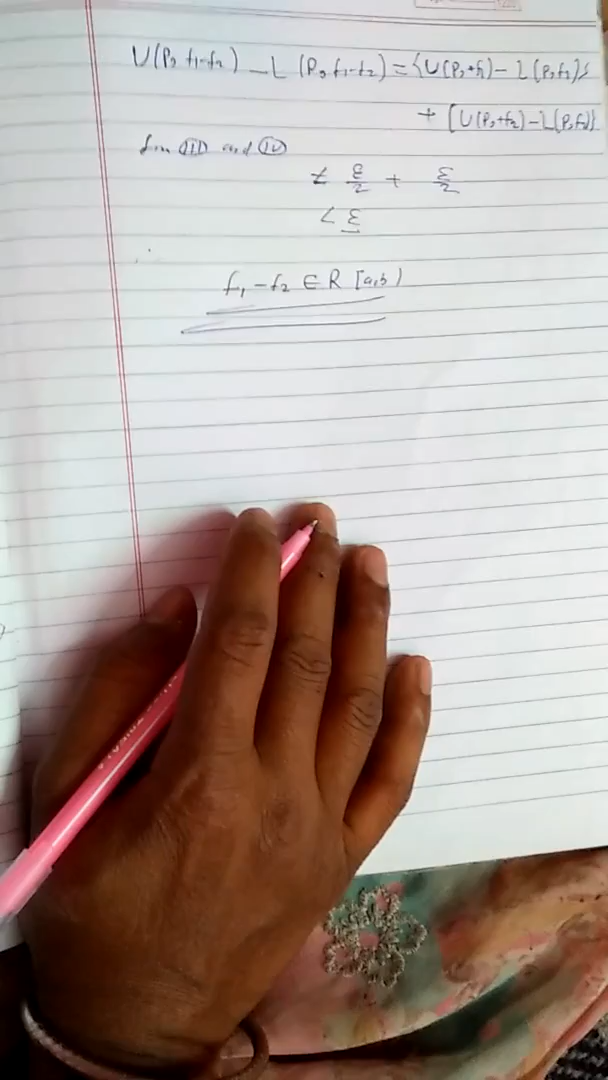 U(P, f₁-f₂) - L (P, f₁-f₂) = {U(P,+f₁) - L(P,f₁)}
+ [U(P,+f₂) - L(P,f₂)}
from (III) and (IV)
< ε/2 + ε/2
< ε
f₁ - f₂ ∈ R [a,b)